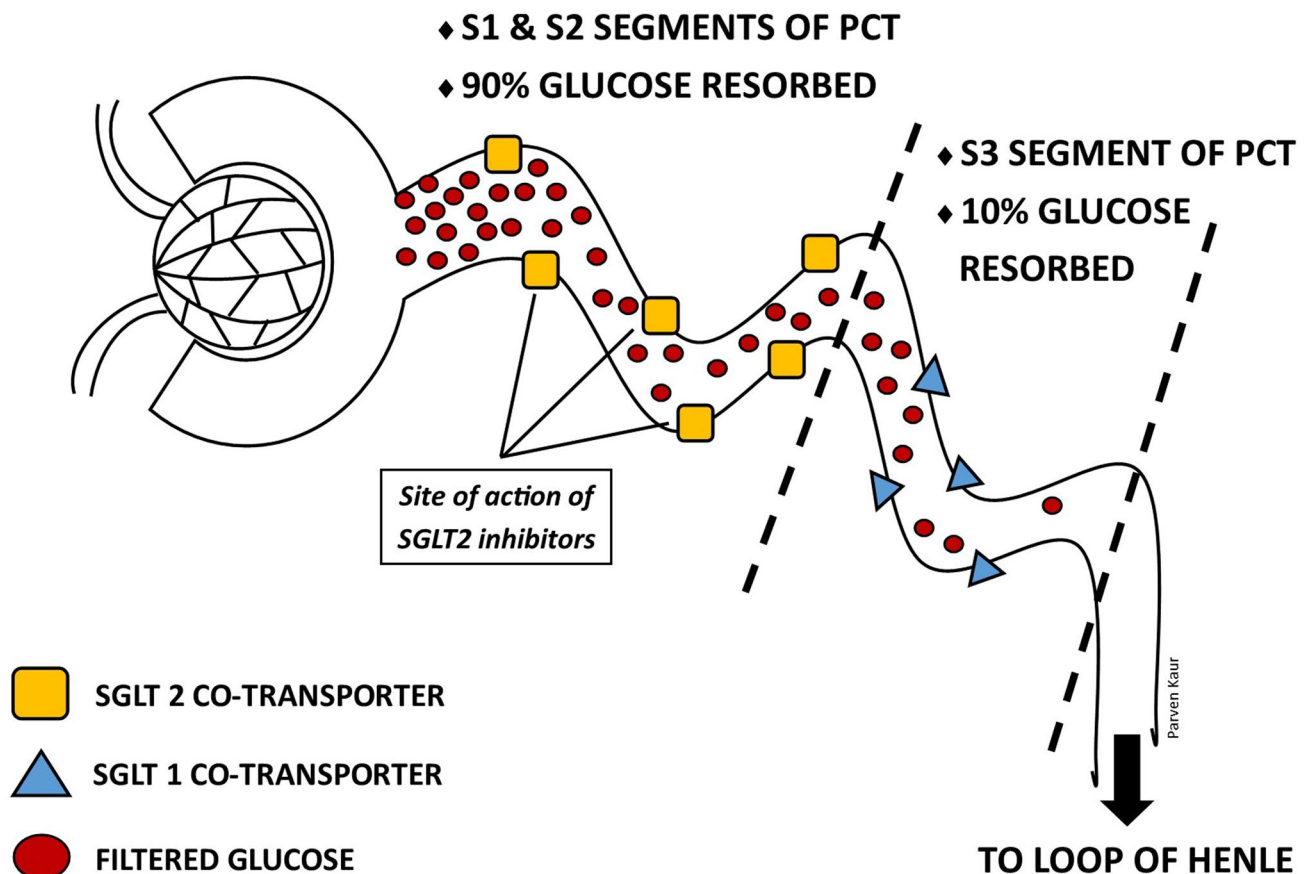 ♦ S1 & S2 SEGMENTS OF PCT
♦ 90% GLUCOSE RESORBED
♦ S3 SEGMENT OF PCT
♦ 10% GLUCOSE
RESORBED
Site of action of
SGLT2 inhibitors
SGLT 2 CO-TRANSPORTER
SGLT 1 CO-TRANSPORTER
FILTERED GLUCOSE
Parven Kaur
TO LOOP OF HENLE